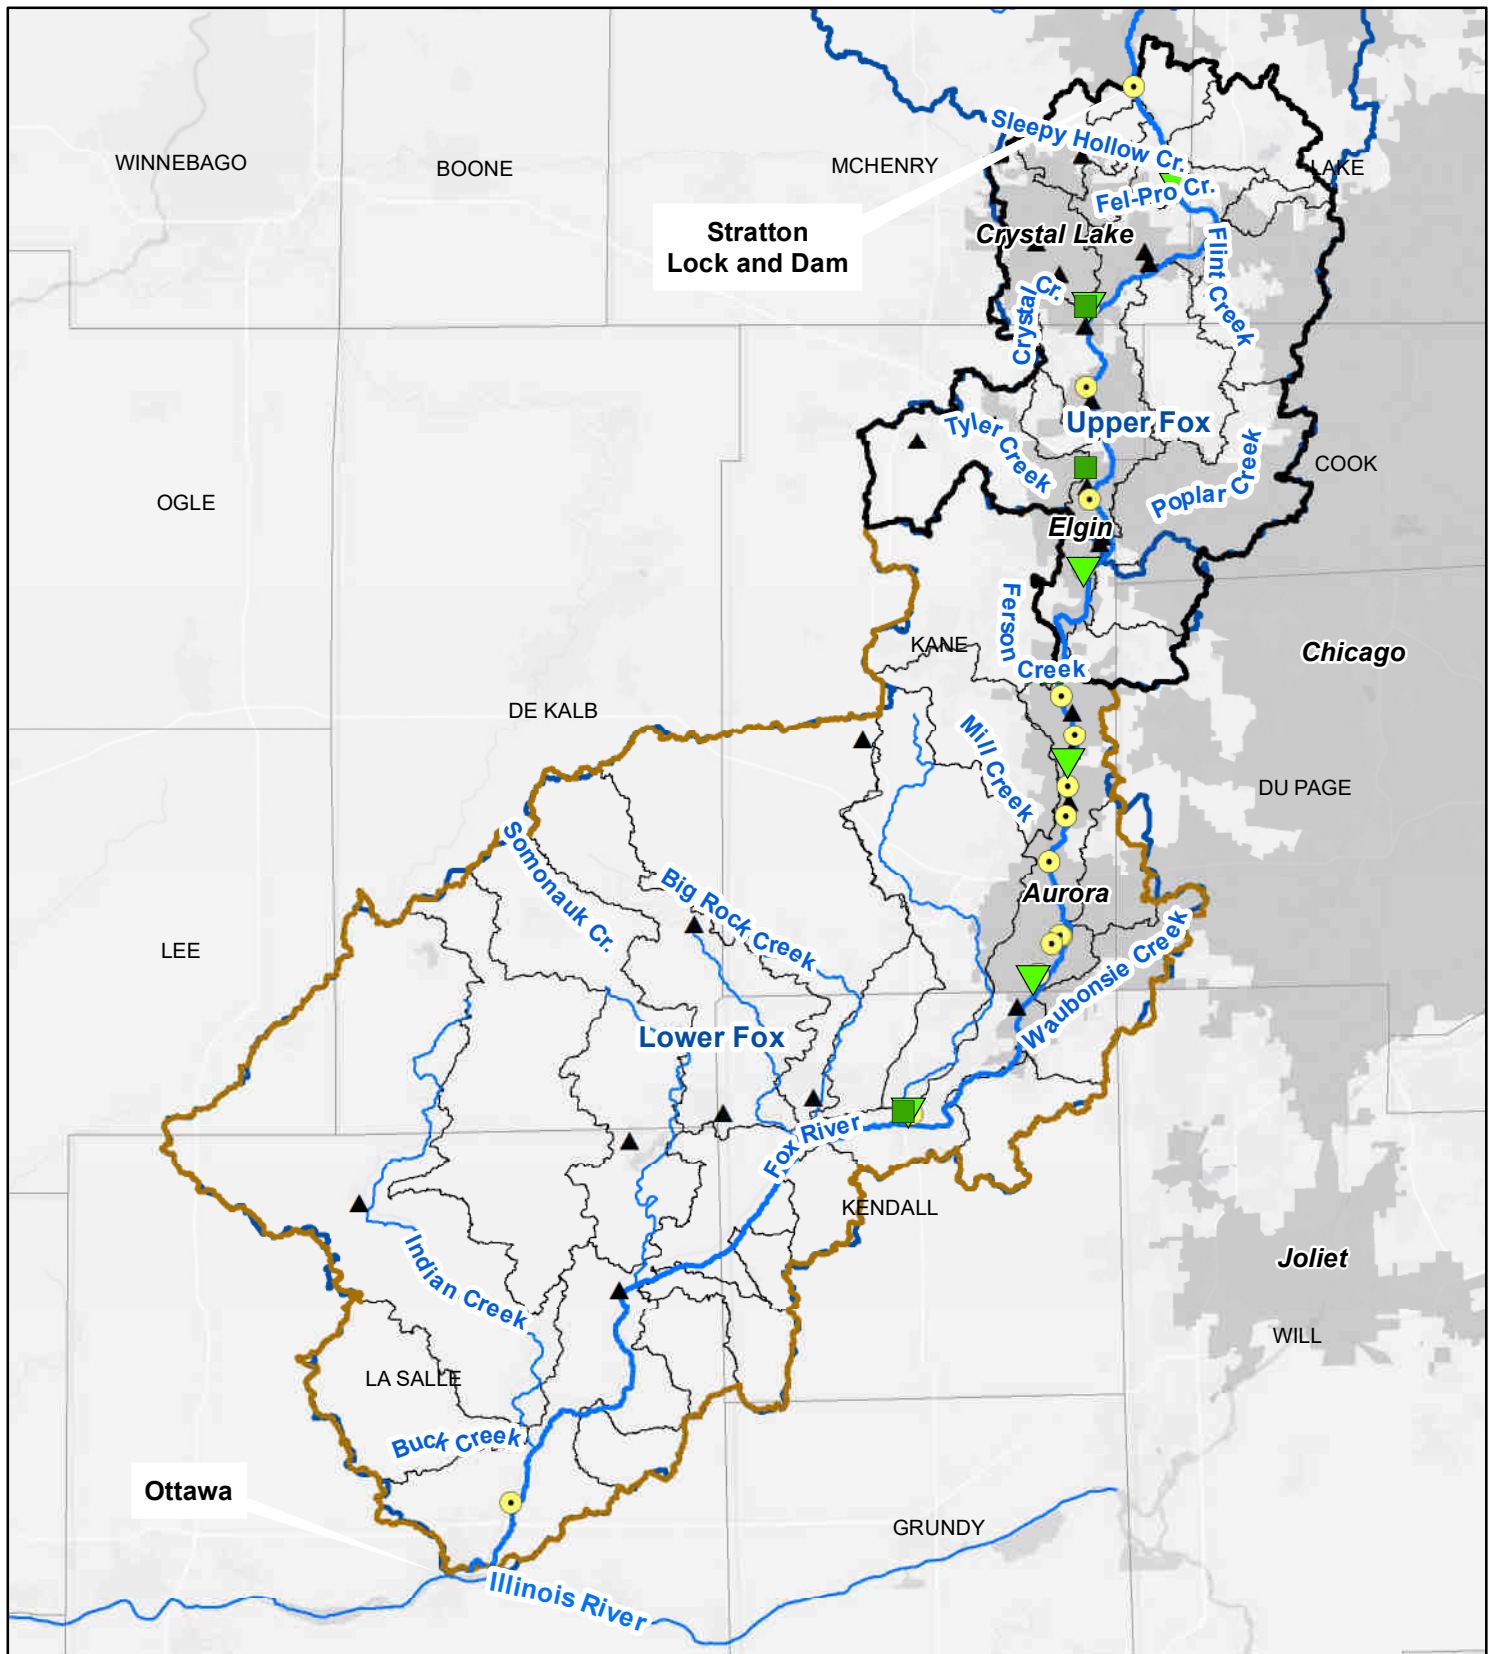 Sleepy Hollow Cr.
WINNEBAGO
BOONE
MCHENRY
LAKE
Fel-Pro Cr.
Stratton
Lock and Dam
Crystal Lake
Flint Creek
Crystal Cr.
Upper Fox
Tyler Creek
COOK
Poplar Creek
OGLE
Elgin
Ferson
Creek
KANE
Chicago
DE KALB
Mill Creek
DU PAGE
Somonauk Cr.
Big Rock Creek
Aurora
LEE
Waubonsie Creek
Lower Fox
Fox River
KENDALL
Indian Creek
Joliet
WILL
LA SALLE
Buck Creek
Ottawa
GRUNDY
Illinois River